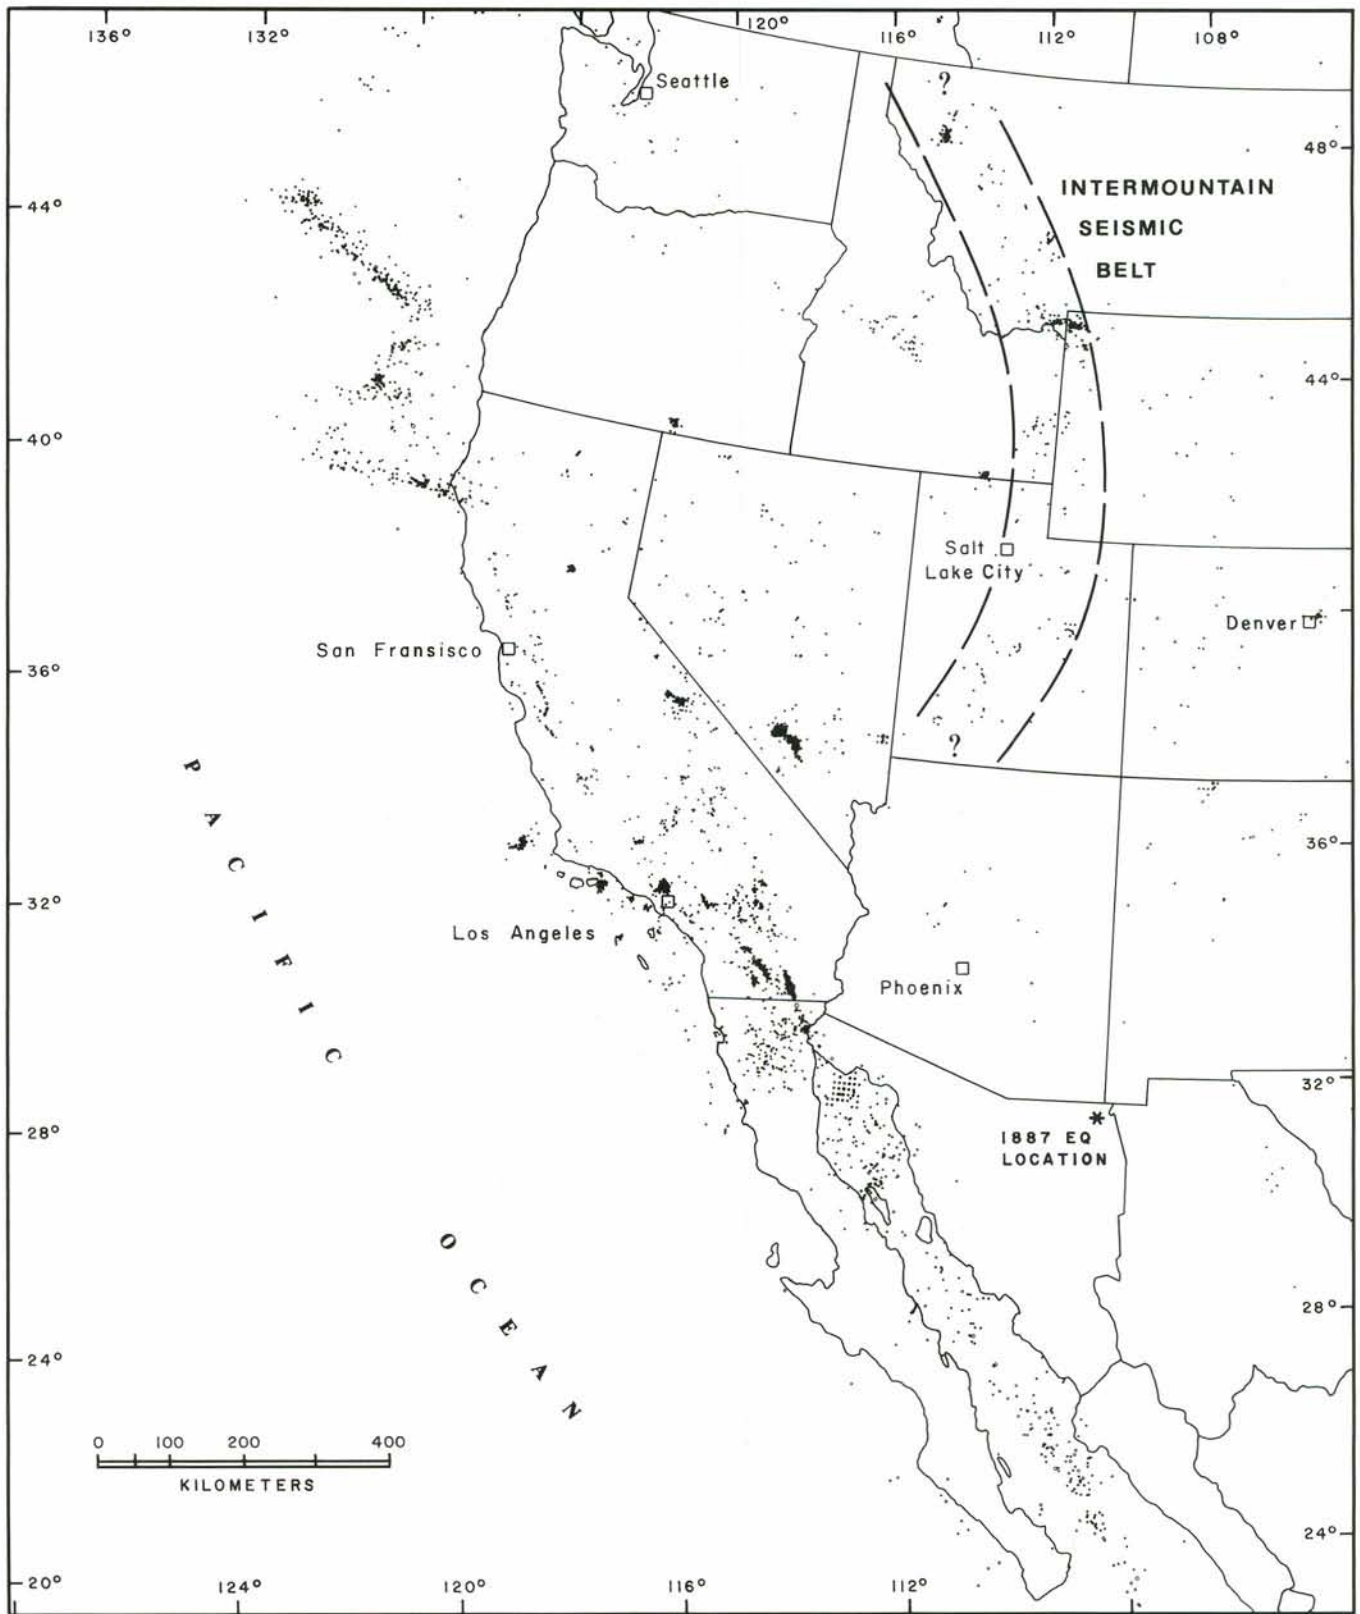 136° 132° 120° 116° 112° 108°
Seattle
?
48°
INTERMOUNTAIN
SEISMIC
BELT
44°
44°
40°
Salt
Lake City
Denver
San Fransisco
36°
?
PACIFIC
36°
32°
Los Angeles
Phoenix
32°
28°
*
1887 EQ
LOCATION
OCEAN
28°
24°
0 100 200 400
KILOMETERS
24°
20°
124° 120° 116° 112°